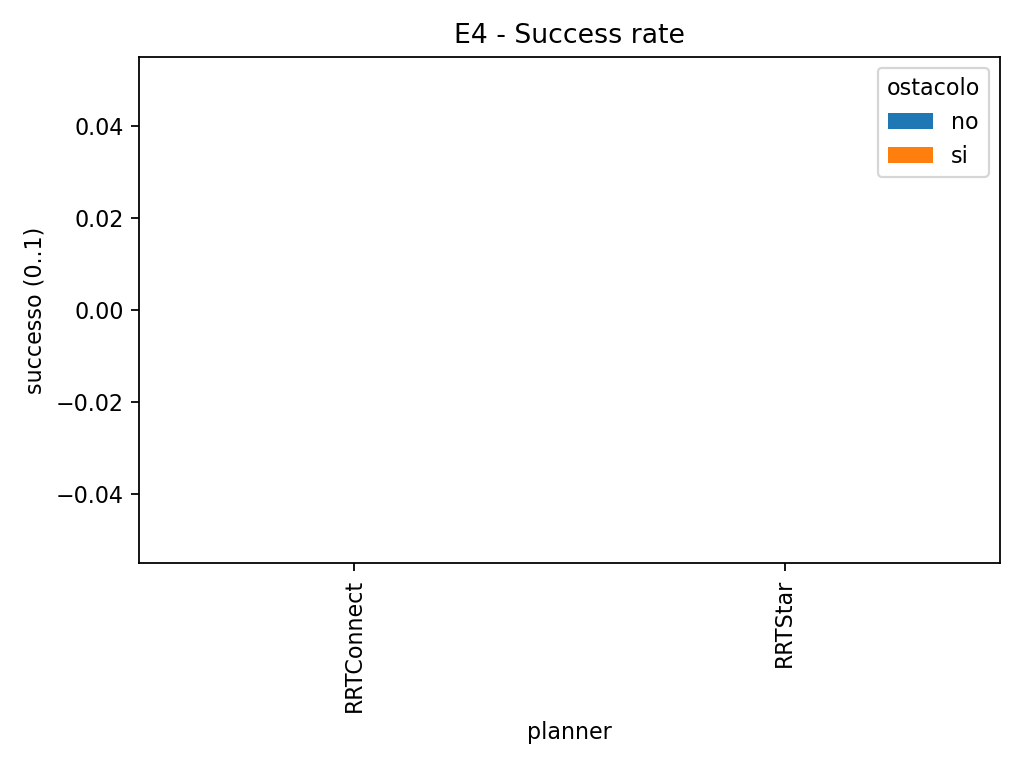 E4 - Success rate
ostacolo
no
si
successo (0..1)
0.04
0.02
0.00
−0.02
−0.04
RRTConnect
RRTStar
planner